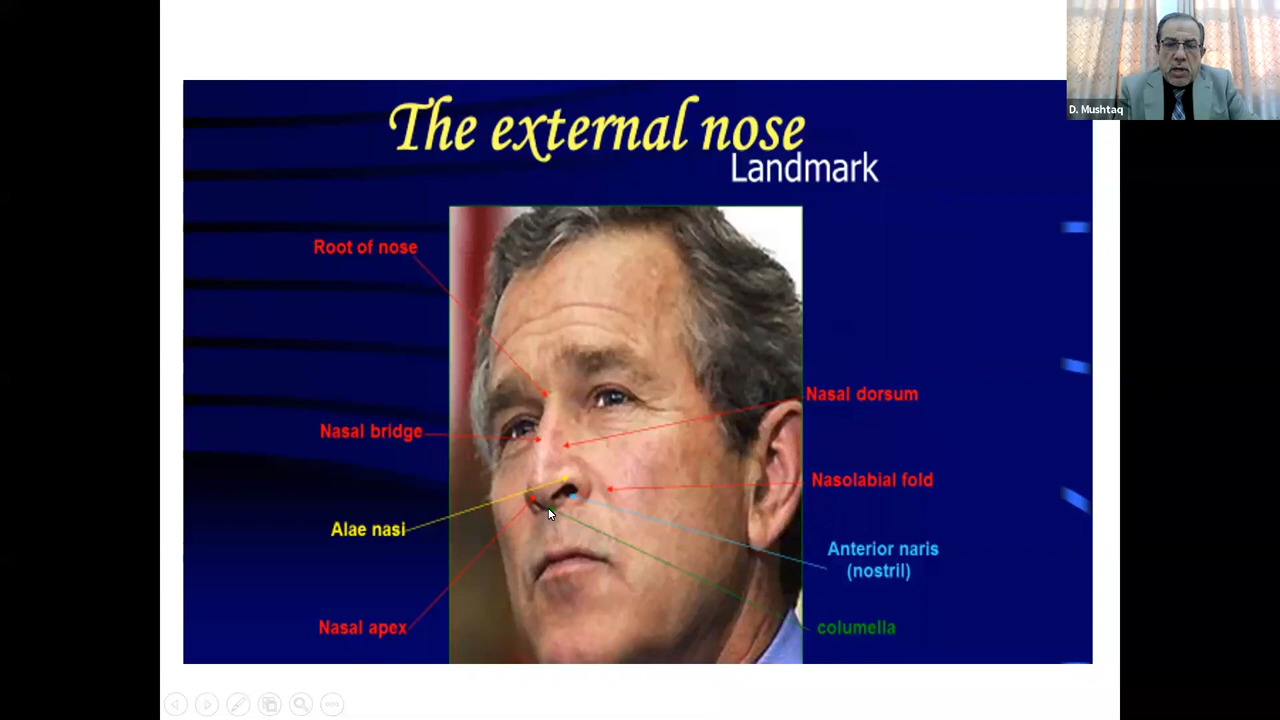 D. Mushtaq
The external nose
Landmark
Root of nose
Nasal dorsum
Nasal bridge
Nasolabial fold
Alae nasi
Anterior naris
(nostril)
Nasal apex
columella